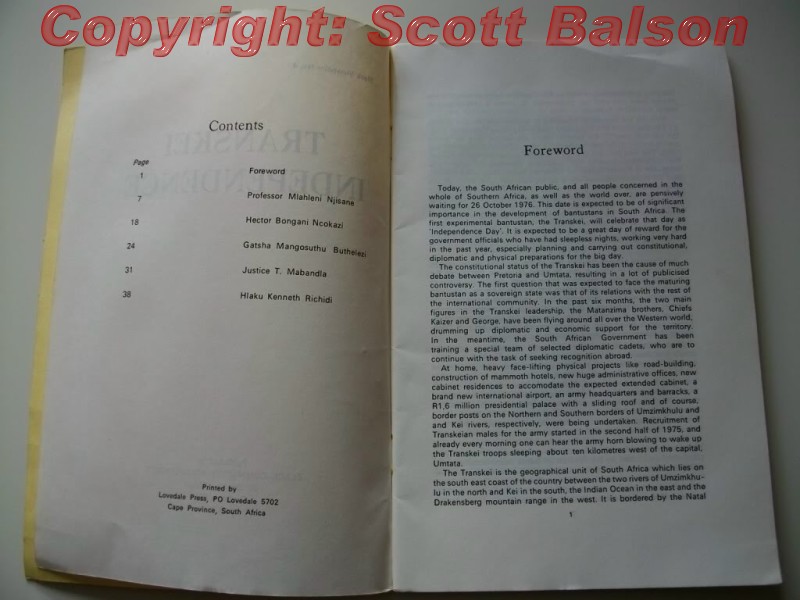 Copyright: Scott Balson
Contents
Page
1 Foreword
7 Professor Mlahleni Njisane
18 Hector Bongani Ncokazi
24 Gatsha Mangosuthu Buthelezi
31 Justice T. Mabandla
38 Hlaku Kenneth Richidi
Printed by
Lovedale Press, PO Lovedale 5702
Cape Province, South Africa
Foreword
Today, the South African public, and all people concerned in the
whole of Southern Africa, as well as the world over, are pensively
waiting for 26 October 1976. This date is expected to be of significant
importance in the development of bantustans in South Africa. The
first experimental bantustan, the Transkei, will celebrate that day as
'Independence Day'. It is expected to be a great day of reward for the
government officials who have had sleepless nights, working very hard
in the past year, especially planning and carrying out constitutional,
diplomatic and physical preparations for the big day.
The constitutional status of the Transkei has been the cause of much
debate between Pretoria and Umtata, resulting in a lot of publicised
controversy. The first question that was expected to face the maturing
bantustan as a sovereign state was that of its relations with the rest of
the international community. In the past six months, the two main
figures in the Transkei leadership, the Matanzima brothers, Chiefs
Kaizer and George, have been flying around all over the Western world,
drumming up diplomatic and economic support for the territory.
In the meantime, the South African Government has been
training a special team of selected diplomatic cadets, who are to
continue with the task of seeking recognition abroad.
At home, heavy face-lifting physical projects like road-building,
construction of mammoth hotels, new huge administrative offices, new
cabinet residences to accomodate the expected extended cabinet, a
brand new international airport, an army headquarters and barracks, a
R1,6 million presidential palace with a sliding roof and of course,
border posts on the Northern and Southern borders of Umzimkhulu
and Kei rivers, respectively, were being undertaken. Recruitment of
Transkeian males for the army started in the second half of 1975, and
already every morning one can hear the army horn blowing to wake up
the Transkei troops sleeping about ten kilometres west of the capital,
Umtata.
The Transkei is the geographical unit of South Africa which lies on
the south east coast of the country between the two rivers of Umzimkhu-
lu in the north and Kei in the south, the Indian Ocean in the east and the
Drakensberg mountain range in the west. It is bordered by the Natal
1